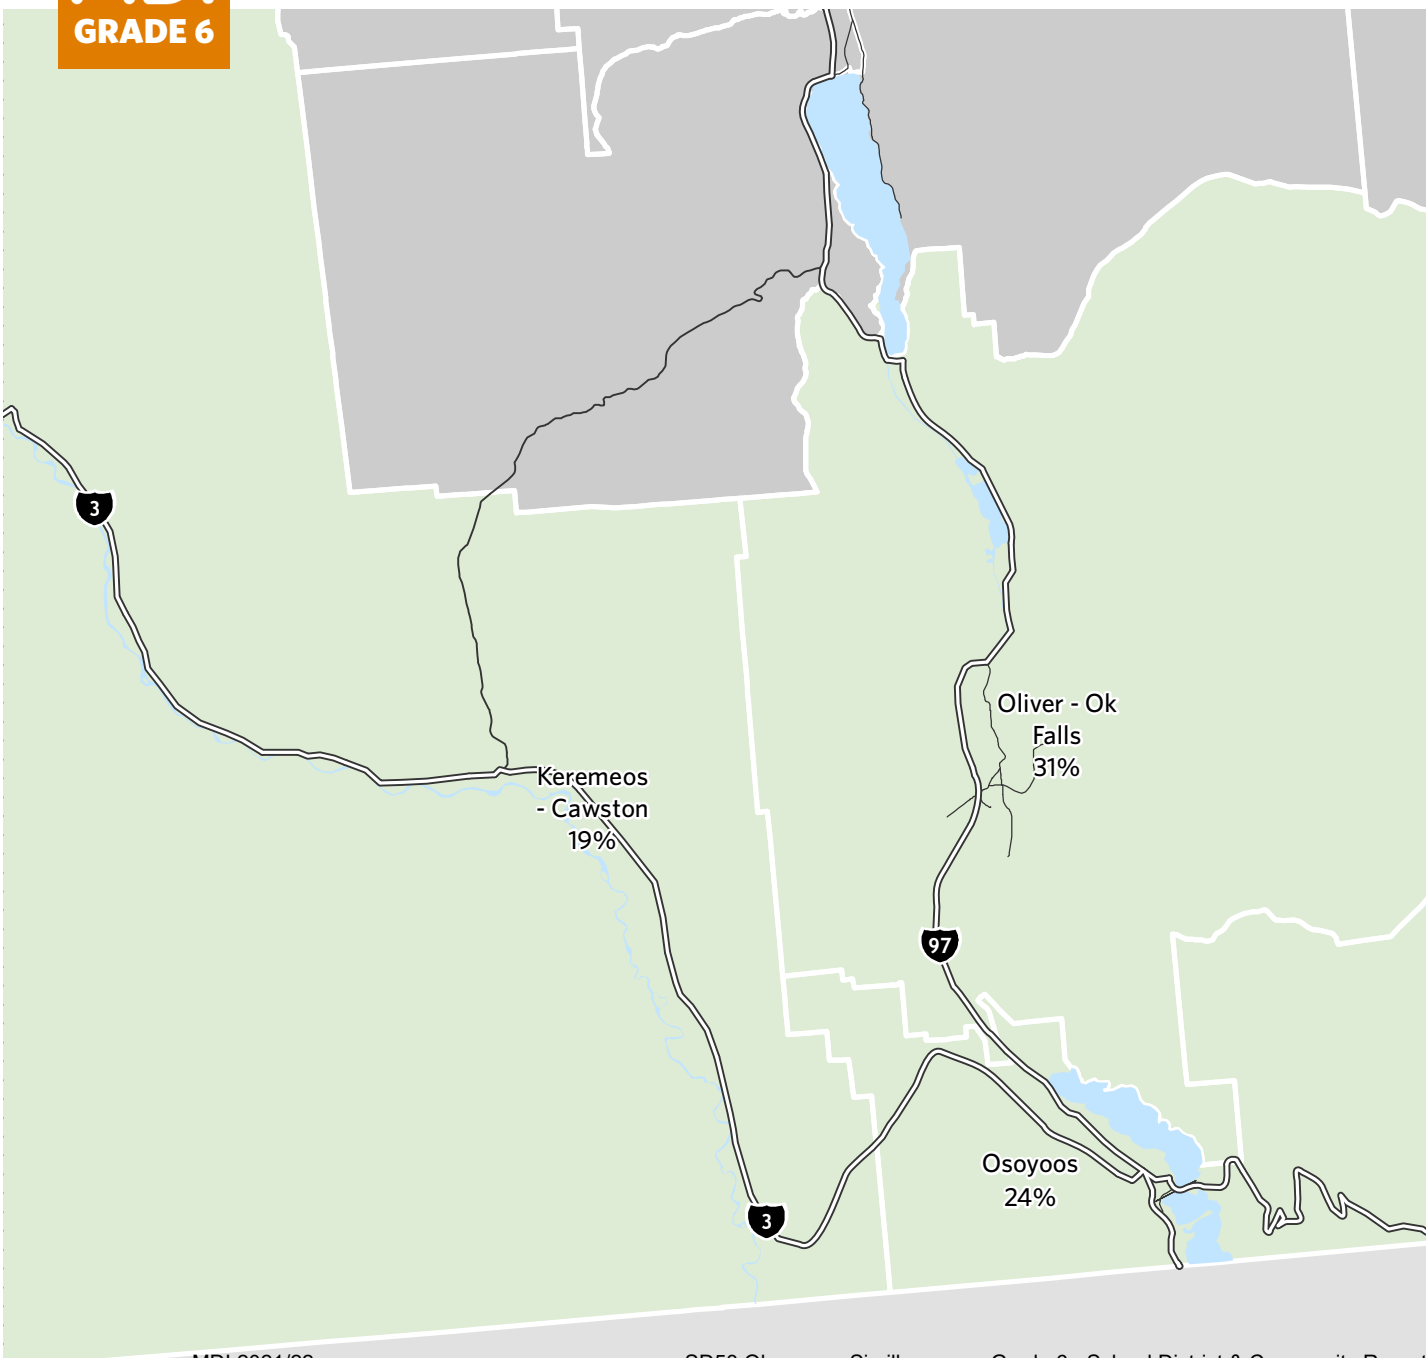 GRADE 6
3
Oliver - Ok
Falls
31%
Keremeos
- Cawston
19%
97
Osoyoos
24%
3